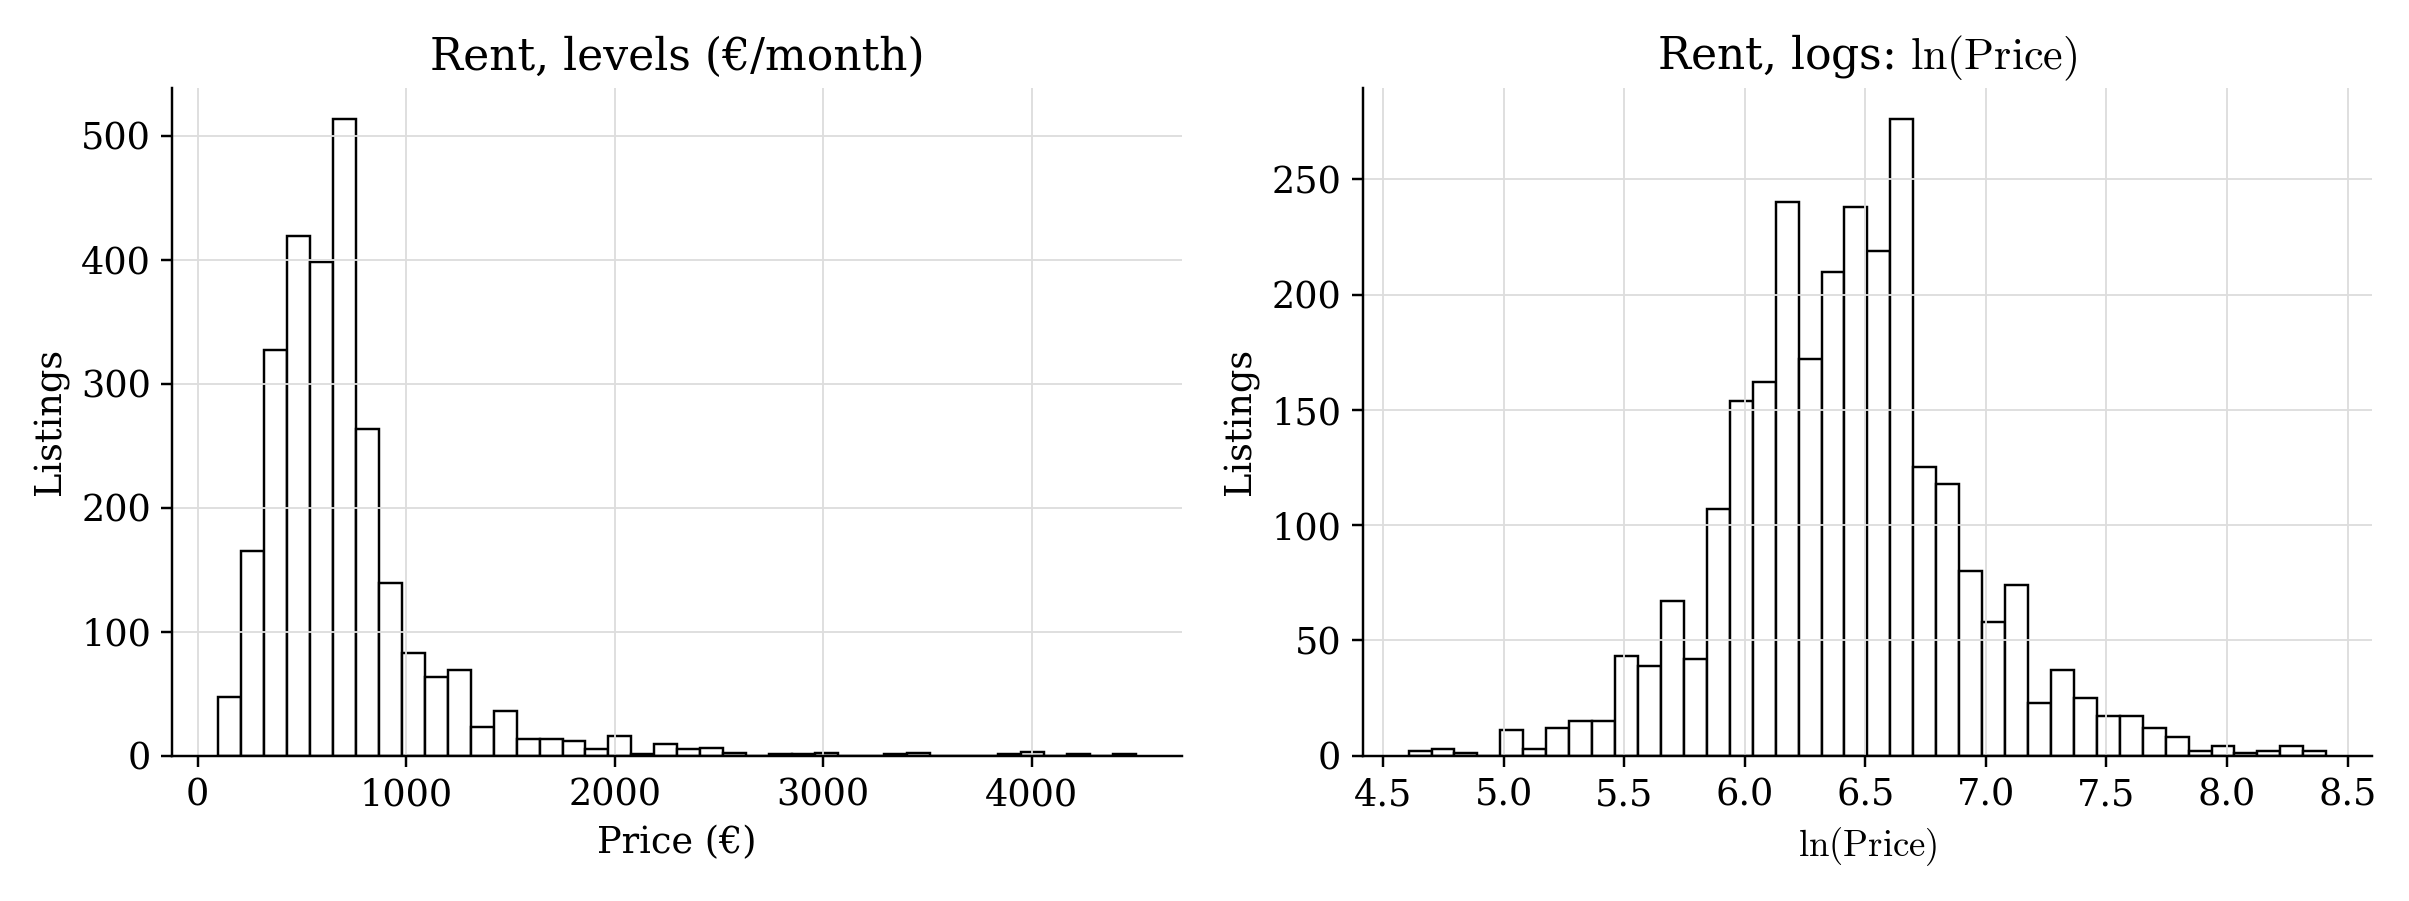 Rent, levels (€/month)
500
400
300
200
100
0
Listings
0 1000 2000 3000 4000
Price (€)
Rent, logs: ln(Price)
250
200
150
100
50
0
Listings
4.5 5.0 5.5 6.0 6.5 7.0 7.5 8.0 8.5
ln(Price)